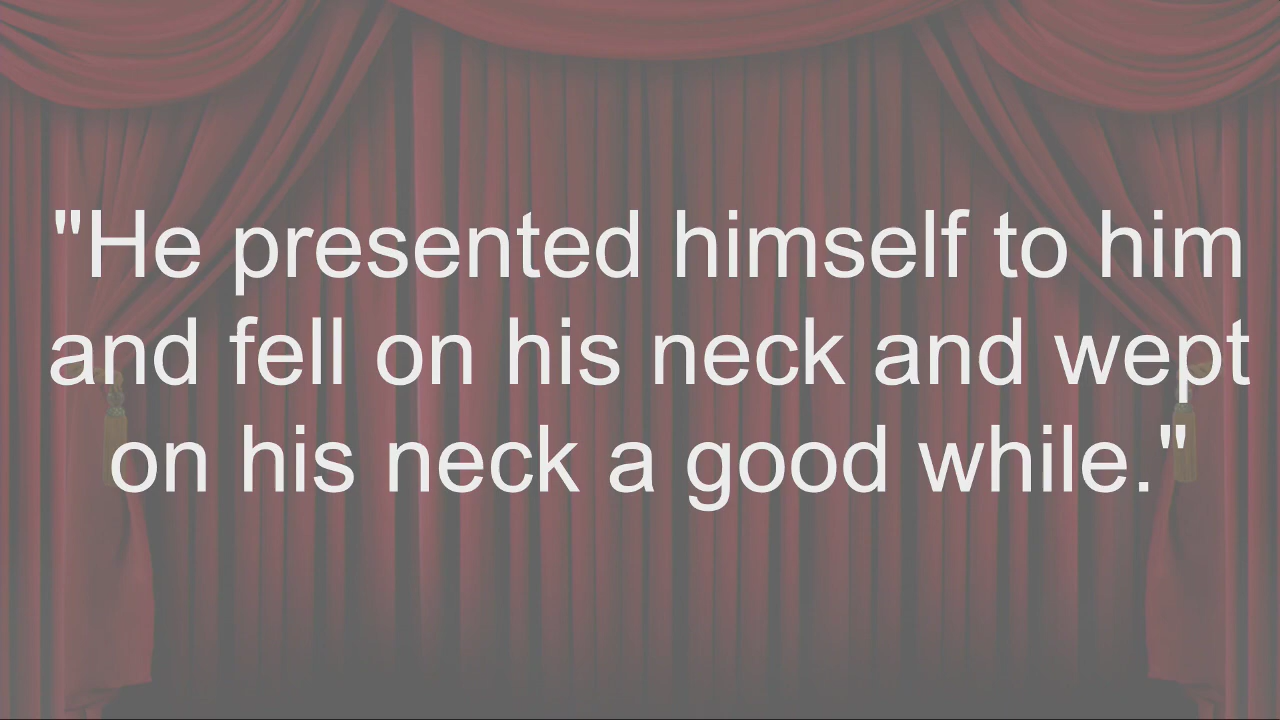 "He presented himself to him
and fell on his neck and wept
on his neck a good while."